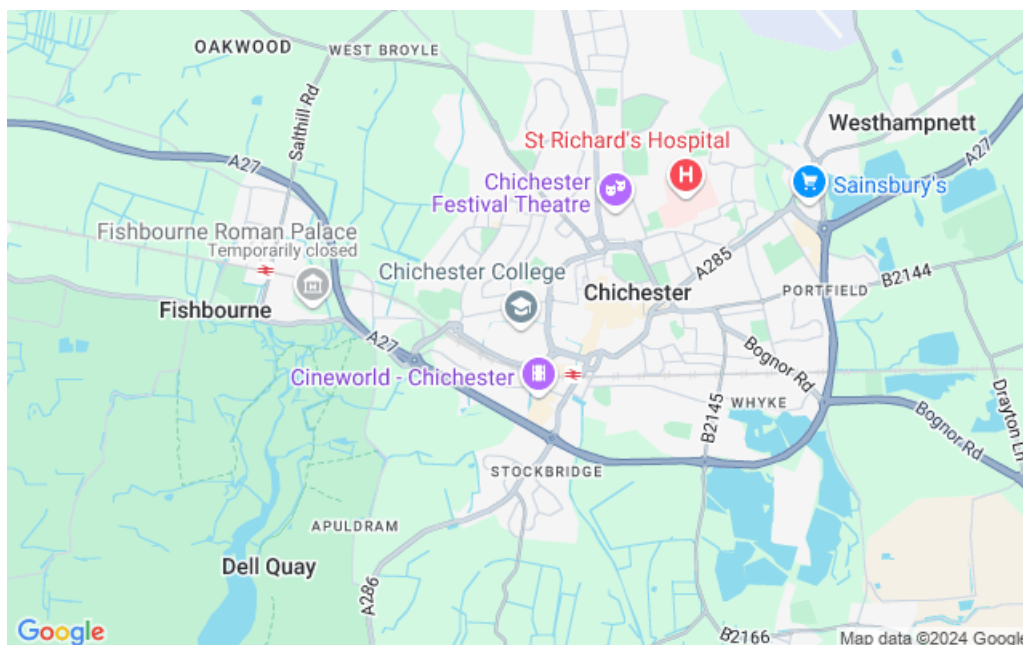 OAKWOOD
WEST BROYLE
Salthill Rd
A27
Westhampnett
A27
St Richard's Hospital
H
Chichester
Festival Theatre
Sainsbury's
Fishbourne Roman Palace
Temporarily closed
Chichester College
A285
B2144
Chichester
PORTFIELD
Fishbourne
A27
Bognor Rd
Cineworld - Chichester
WHYKE
B2145
Bognor Rd
Drayton Ln
STOCKBRIDGE
APULDRAM
Dell Quay
A286
Google
B2166
Map data ©2024 Google